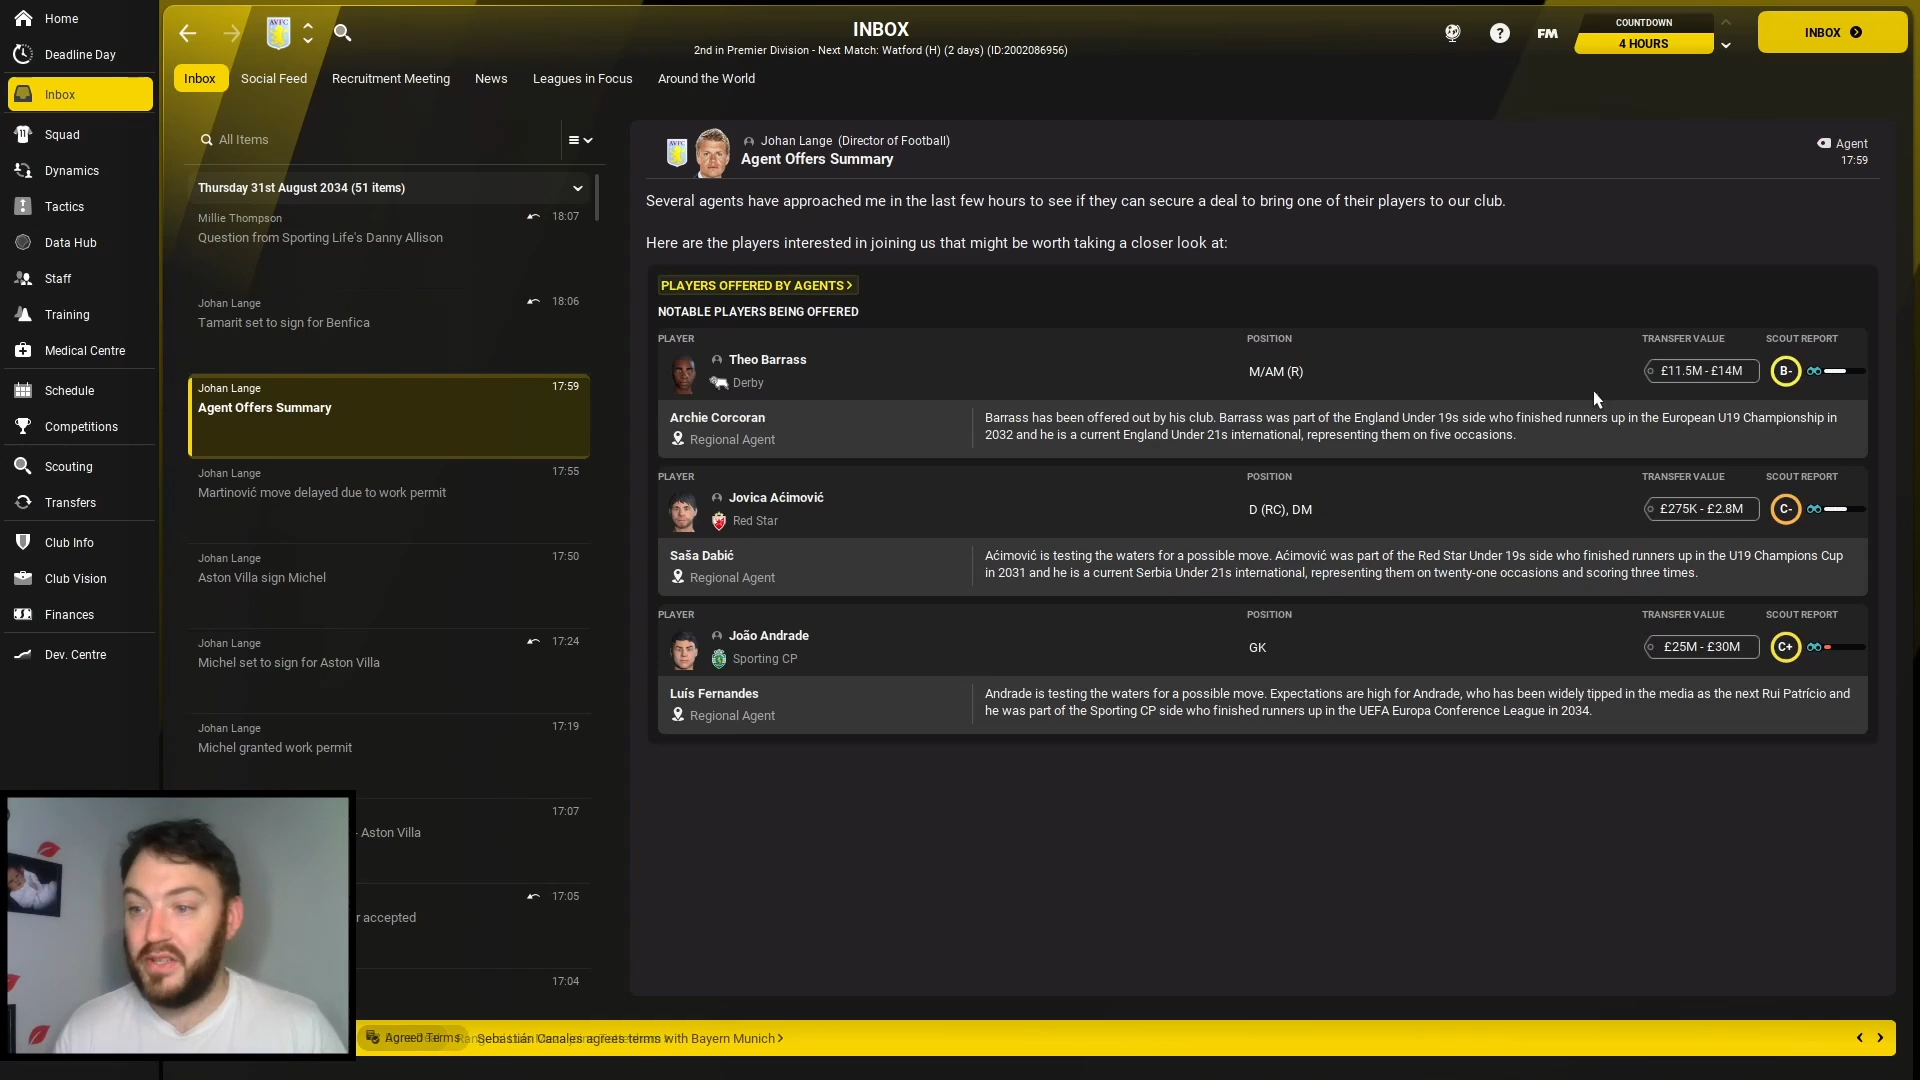 Home
Deadline Day
Inbox
Squad
Dynamics
Tactics
Data Hub
Staff
Training
Medical Centre
Schedule
Competitions
Scouting
Transfers
Club Info
Club Vision
Finances
Dev. Centre
AVFC
INBOX
2nd in Premier Division - Next Match: Watford (H) (2 days) (ID:2002086956)
?
FM
COUNTDOWN
4 HOURS
INBOX
Inbox
Social Feed
Recruitment Meeting
News
Leagues in Focus
Around the World
All Items
Thursday 31st August 2034 (51 items)
Millie Thompson
18:07
Question from Sporting Life's Danny Allison
Johan Lange
18:06
Tamarit set to sign for Benfica
Johan Lange
17:59
Agent Offers Summary
Johan Lange
17:55
Martinović move delayed due to work permit
Johan Lange
17:50
Aston Villa sign Michel
Johan Lange
17:24
Michel set to sign for Aston Villa
Johan Lange
17:19
Michel granted work permit
17:07
- Aston Villa
17:05
r accepted
17:04
AVFC
Johan Lange (Director of Football)
Agent Offers Summary
Agent
17:59
Several agents have approached me in the last few hours to see if they can secure a deal to bring one of their players to our club.
Here are the players interested in joining us that might be worth taking a closer look at:
PLAYERS OFFERED BY AGENTS >
NOTABLE PLAYERS BEING OFFERED
PLAYER POSITION TRANSFER VALUE SCOUT REPORT
Theo Barrass
Derby
M/AM (R)
£11.5M - £14M
B-
Archie Corcoran
Regional Agent
Barrass has been offered out by his club. Barrass was part of the England Under 19s side who finished runners up in the European U19 Championship in
2032 and he is a current England Under 21s international, representing them on five occasions.
PLAYER POSITION TRANSFER VALUE SCOUT REPORT
Jovica Aćimović
Red Star
D (RC), DM
£275K - £2.8M
C-
Saša Dabić
Regional Agent
Aćimović is testing the waters for a possible move. Aćimović was part of the Red Star Under 19s side who finished runners up in the U19 Champions Cup
in 2031 and he is a current Serbia Under 21s international, representing them on twenty-one occasions and scoring three times.
PLAYER POSITION TRANSFER VALUE SCOUT REPORT
João Andrade
Sporting CP
GK
£25M - £30M
C+
Luís Fernandes
Regional Agent
Andrade is testing the waters for a possible move. Expectations are high for Andrade, who has been widely tipped in the media as the next Rui Patrício and
he was part of the Sporting CP side who finished runners up in the UEFA Europa Conference League in 2034.
Agreed Terms
agrees terms with Bayern Munich >